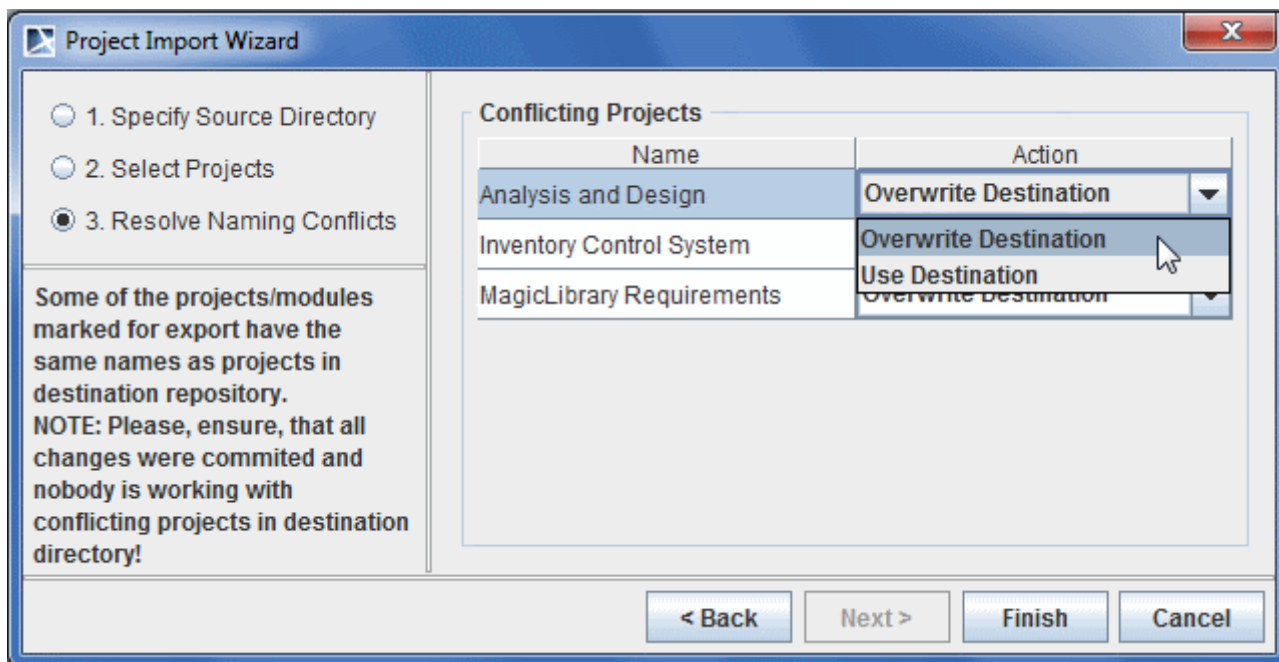 Project Import Wizard
1. Specify Source Directory
2. Select Projects
3. Resolve Naming Conflicts
Some of the projects/modules
marked for export have the
same names as projects in
destination repository.
NOTE: Please, ensure, that all
changes were commited and
nobody is working with
conflicting projects in destination
directory!
Conflicting Projects
Name Action
Analysis and Design Overwrite Destination
Inventory Control System Overwrite Destination
Use Destination
MagicLibrary Requirements Overwrite Destination
< Back Next > Finish Cancel